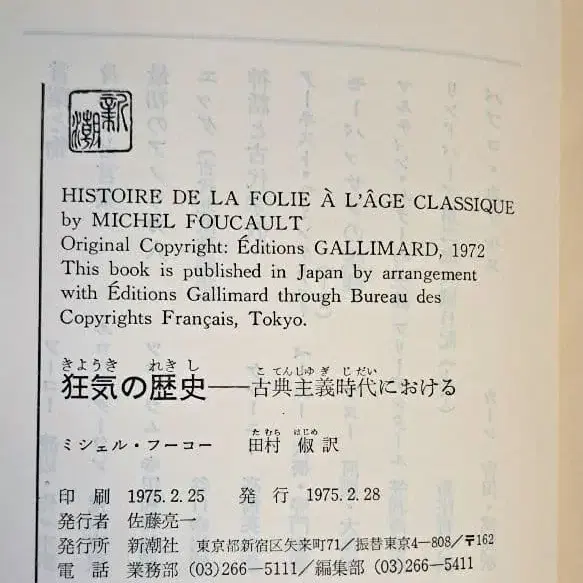 新潮
HISTOIRE DE LA FOLIE À L'ÂGE CLASSIQUE
by MICHEL FOUCAULT
Original Copyright: Éditions GALLIMARD, 1972
This book is published in Japan by arrangement
with Éditions Gallimard through Bureau des
Copyrights Français, Tokyo.
きようき れきし こてんしゆぎじだい
狂気の歴史——古典主義時代における
たむら はじめ
ミシェル・フーコー 田村 俶 訳
印刷 1975.2.25 発行 1975.2.28
発行者 佐藤亮一
発行所 新潮社 東京都新宿区矢来町71/振替東京4-808/〒162
電話 業務部 (03)266-5111/編集部 (03)266-5411